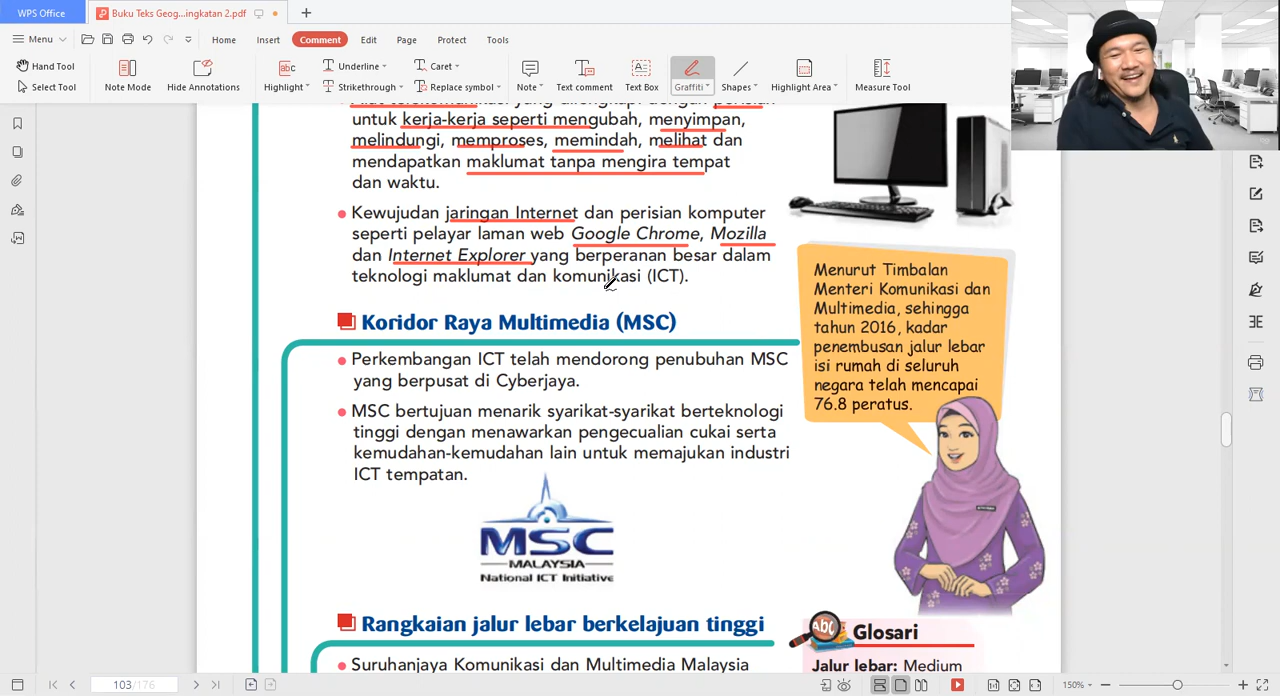 WPS Office
Buku Teks Geog...ingkatan 2.pdf
Menu
Home
Insert
Comment
Edit
Page
Protect
Tools
Hand Tool
Select Tool
Note Mode
Hide Annotations
Highlight
Underline
Strikethrough
Caret
Replace symbol
Note
Text comment
Text Box
Graffiti
Shapes
Highlight Area
Measure Tool
untuk kerja-kerja seperti mengubah, menyimpan,
melindungi, memproses, memindah, melihat dan
mendapatkan maklumat tanpa mengira tempat
dan waktu.
Kewujudan jaringan Internet dan perisian komputer
seperti pelayar laman web Google Chrome, Mozilla
dan Internet Explorer yang berperanan besar dalam
teknologi maklumat dan komunikasi (ICT).
Koridor Raya Multimedia (MSC)
Perkembangan ICT telah mendorong penubuhan MSC
yang berpusat di Cyberjaya.
MSC bertujuan menarik syarikat-syarikat berteknologi
tinggi dengan menawarkan pengecualian cukai serta
kemudahan-kemudahan lain untuk memajukan industri
ICT tempatan.
MSC
MALAYSIA
National ICT Initiative
Menurut Timbalan
Menteri Komunikasi dan
Multimedia, sehingga
tahun 2016, kadar
penembusan jalur lebar
isi rumah di seluruh
negara telah mencapai
76.8 peratus.
Rangkaian jalur lebar berkelajuan tinggi
Suruhanjaya Komunikasi dan Multimedia Malaysia
ABC
Glosari
Jalur lebar: Medium
103/176
150%